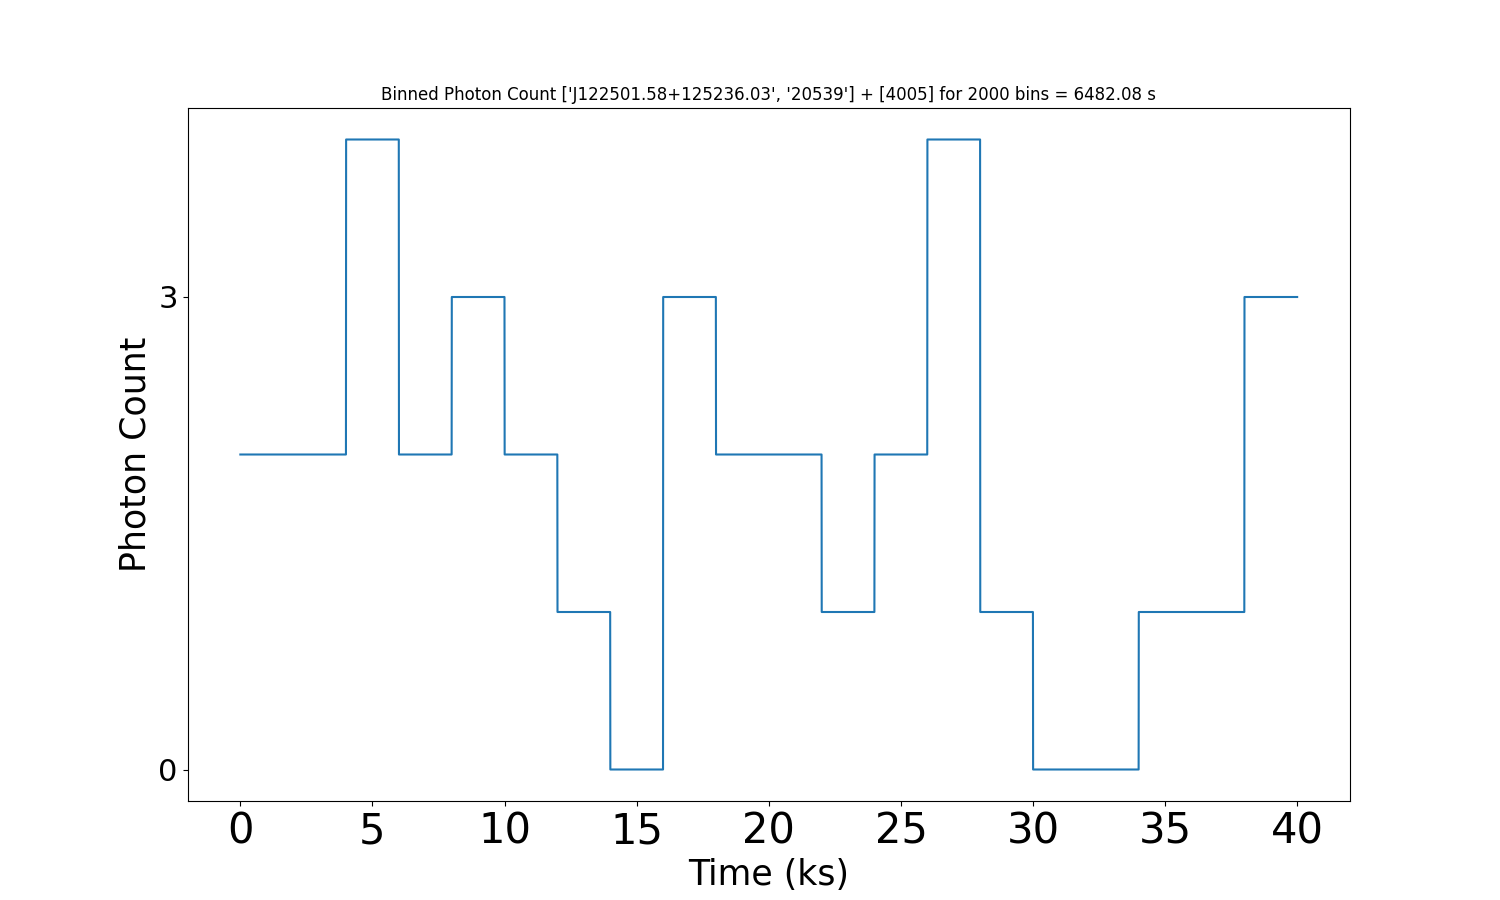 Binned Photon Count ['J122501.58+125236.03', '20539'] + [4005] for 2000 bins = 6482.08 s
3
0
Photon Count
0 5 10 15 20 25 30 35 40
Time (ks)